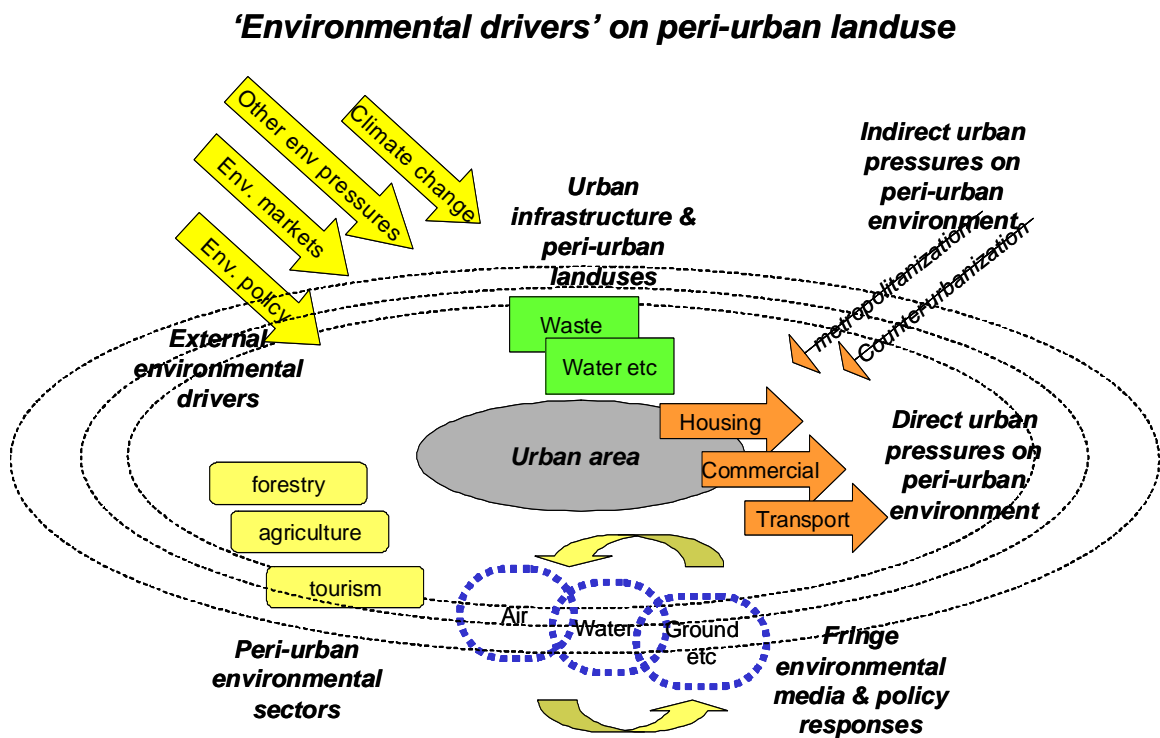 ‘Environmental drivers’ on peri-urban landuse
Other env pressures
Climate change
Env. markets
Env. policy
Indirect urban
pressures on
peri-urban
environment
metropolitanization
Counterurbanization
Urban
infrastructure &
peri-urban
landuses
Waste
Water etc
External
environmental
drivers
Housing
Urban area
Commercial
Transport
Direct urban
pressures on
peri-urban
environment
forestry
agriculture
tourism
Air
Water
Ground
etc
Peri-urban
environmental
sectors
FrInge
environmental
media & policy
responses